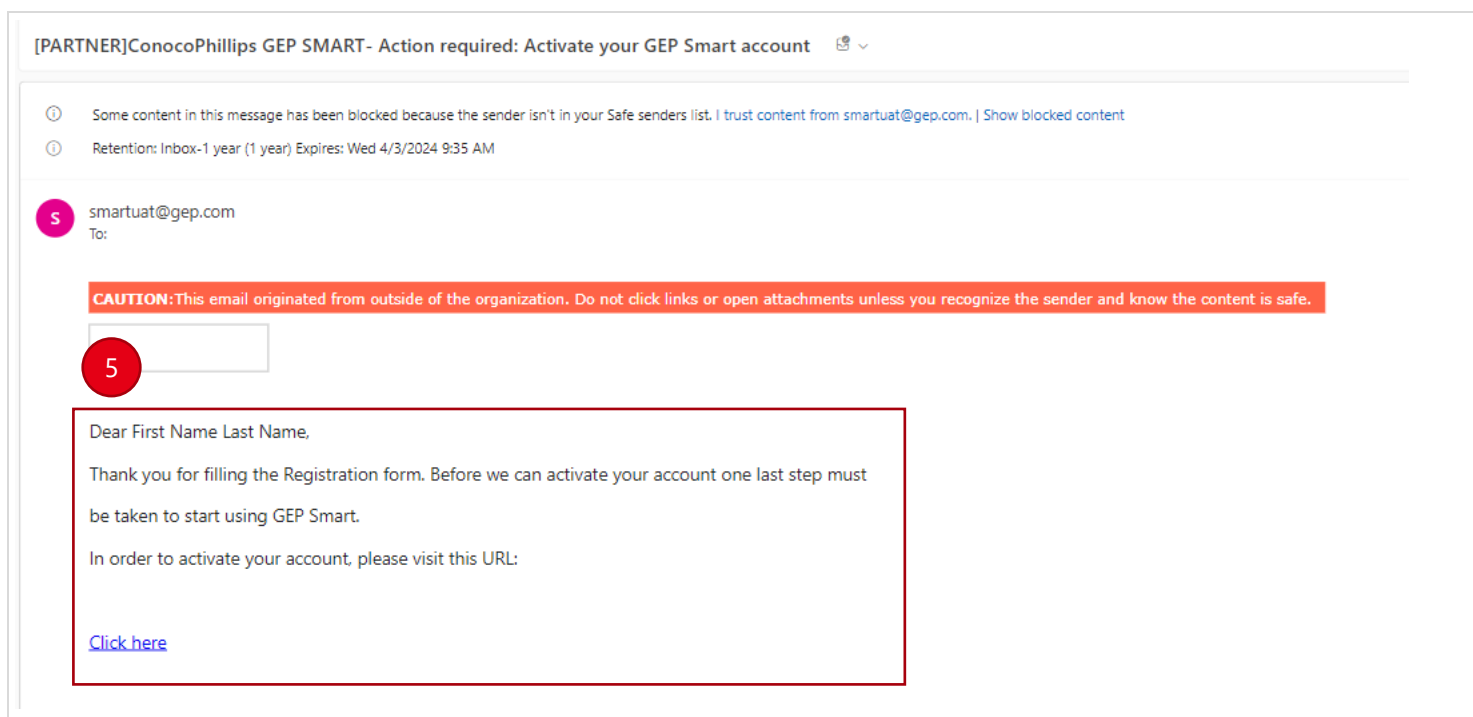 [PARTNER]ConocoPhillips GEP SMART- Action required: Activate your GEP Smart account
Some content in this message has been blocked because the sender isn't in your Safe senders list. I trust content from smartuat@gep.com. | Show blocked content
Retention: Inbox-1 year (1 year) Expires: Wed 4/3/2024 9:35 AM
S
smartuat@gep.com
To:
CAUTION:This email originated from outside of the organization. Do not click links or open attachments unless you recognize the sender and know the content is safe.
5
Dear First Name Last Name,
Thank you for filling the Registration form. Before we can activate your account one last step must
be taken to start using GEP Smart.
In order to activate your account, please visit this URL:
Click here